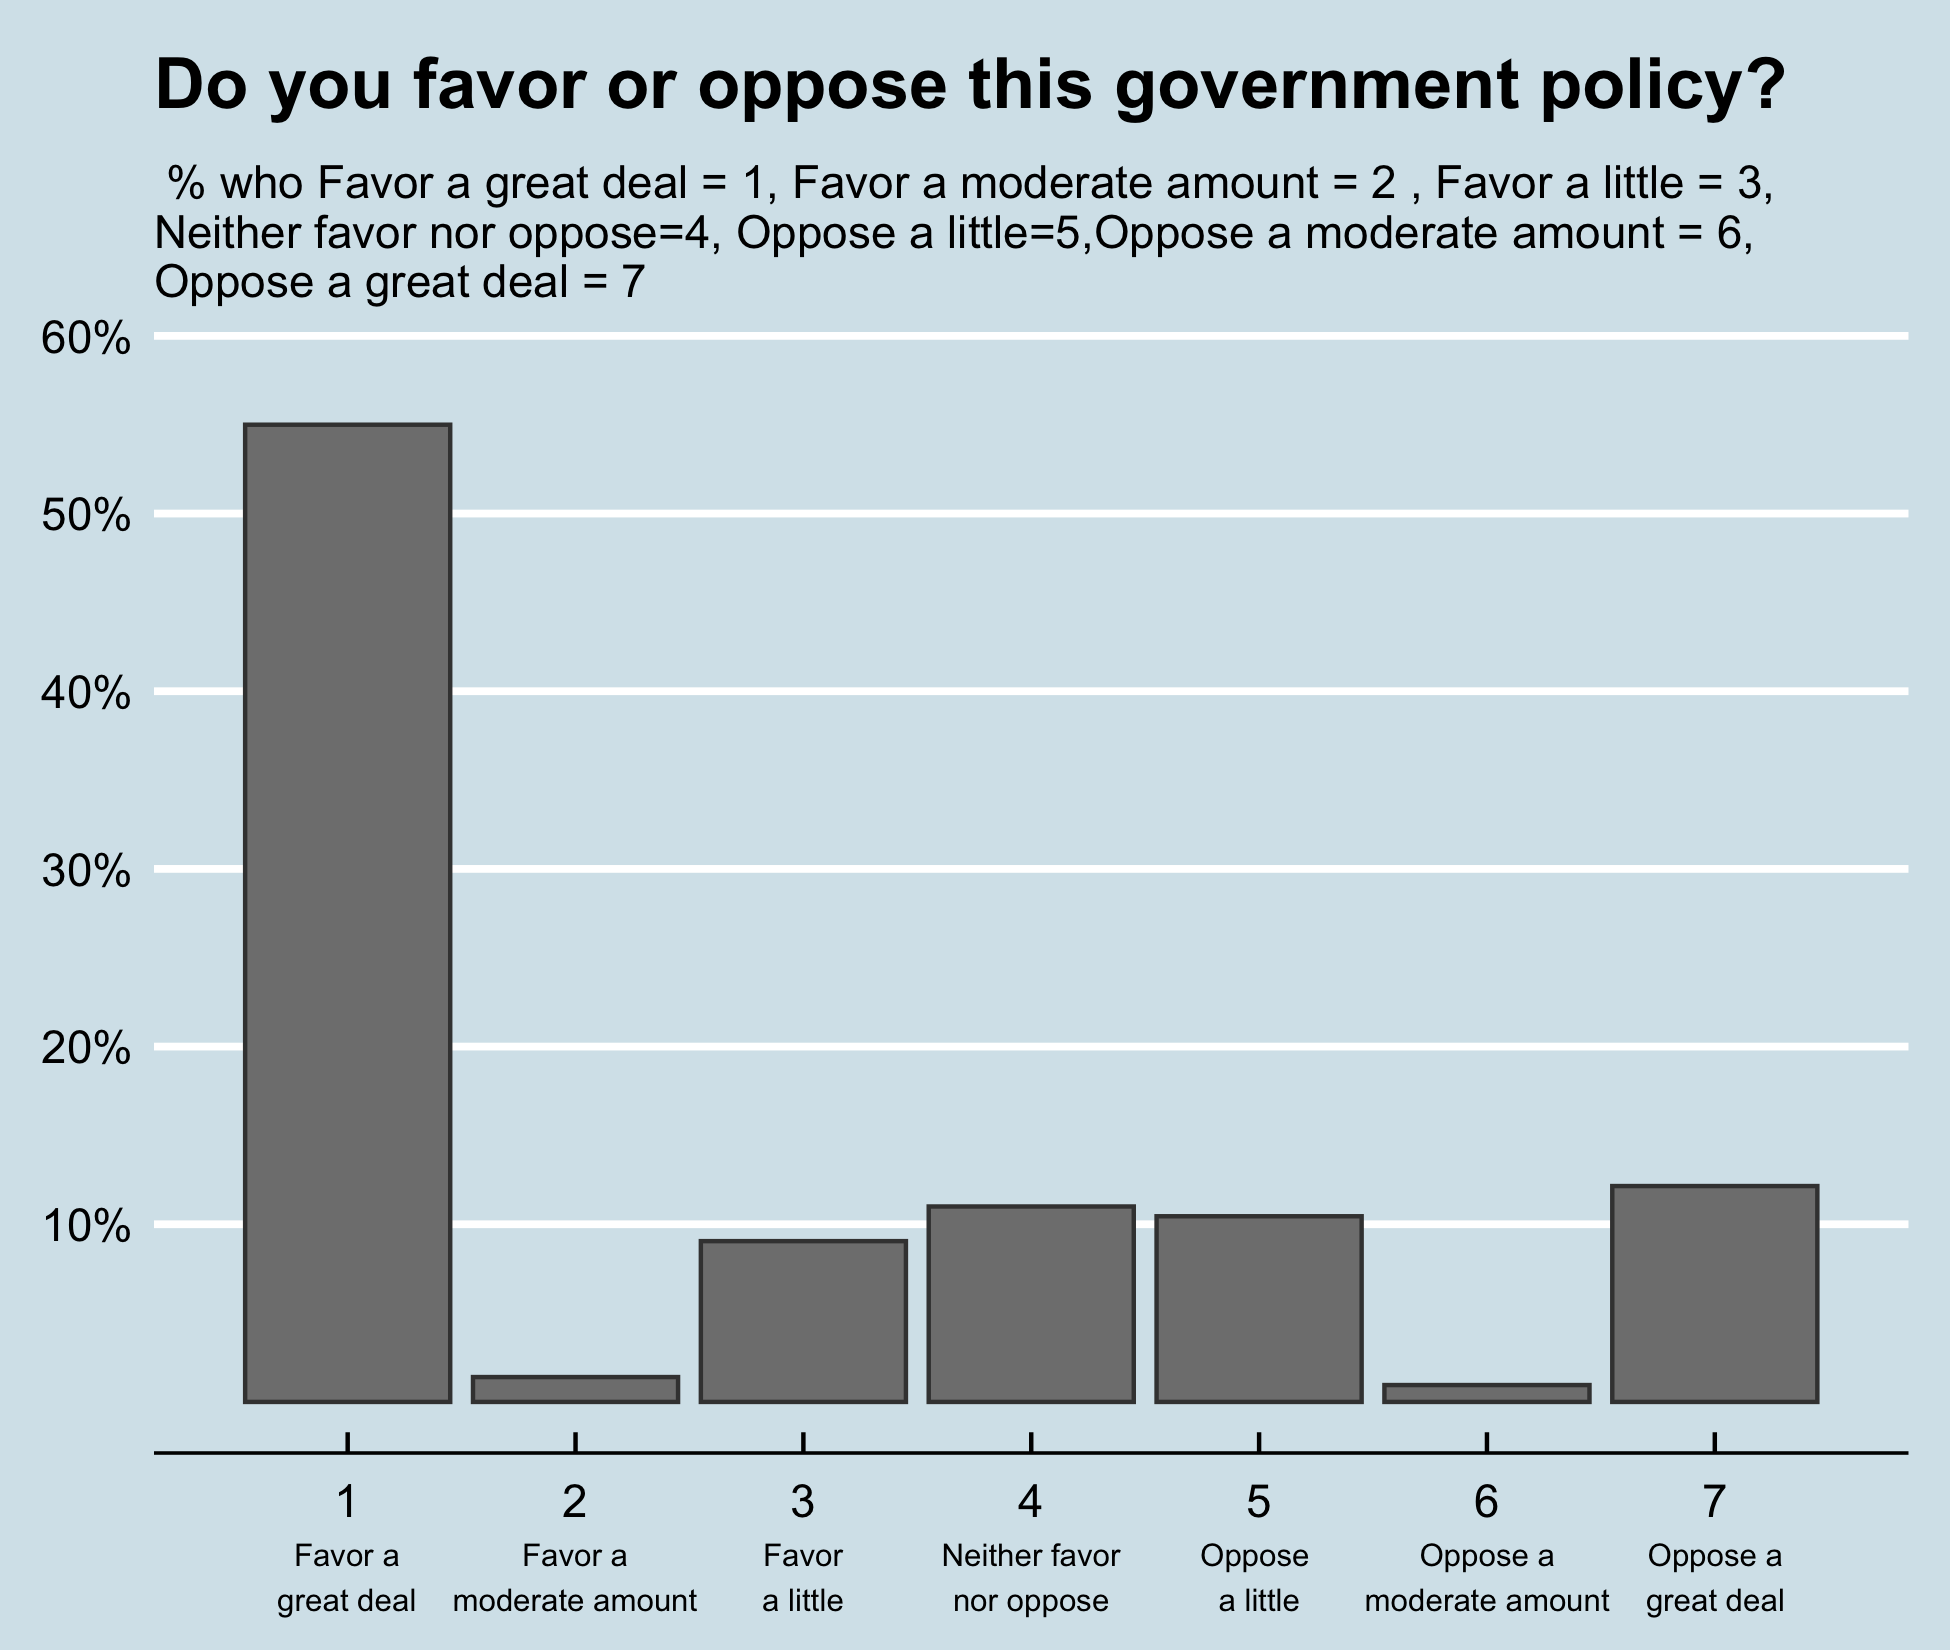 Do you favor or oppose this government policy?
% who Favor a great deal = 1, Favor a moderate amount = 2 , Favor a little = 3,
Neither favor nor oppose=4, Oppose a little=5,Oppose a moderate amount = 6,
Oppose a great deal = 7
60%
50%
40%
30%
20%
10%
1 2 3 4 5 6 7
Favor a Favor a Favor Neither favor Oppose Oppose a Oppose a
great deal moderate amount a little nor oppose a little moderate amount great deal